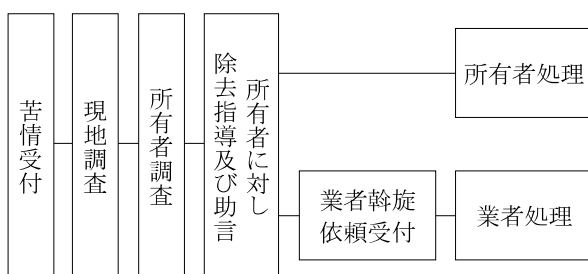 苦情受付
現地調査
所有者調査
所有者に対し
除去指導及び助言
所有者処理
業者斡旋
依頼受付
業者処理